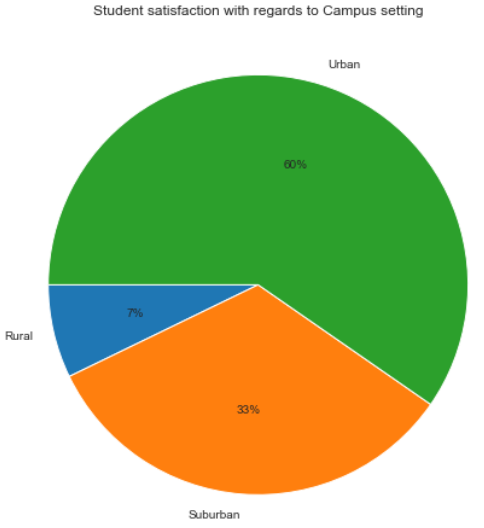 Student satisfaction with regards to Campus setting
Urban
60%
7%
Rural
33%
Suburban